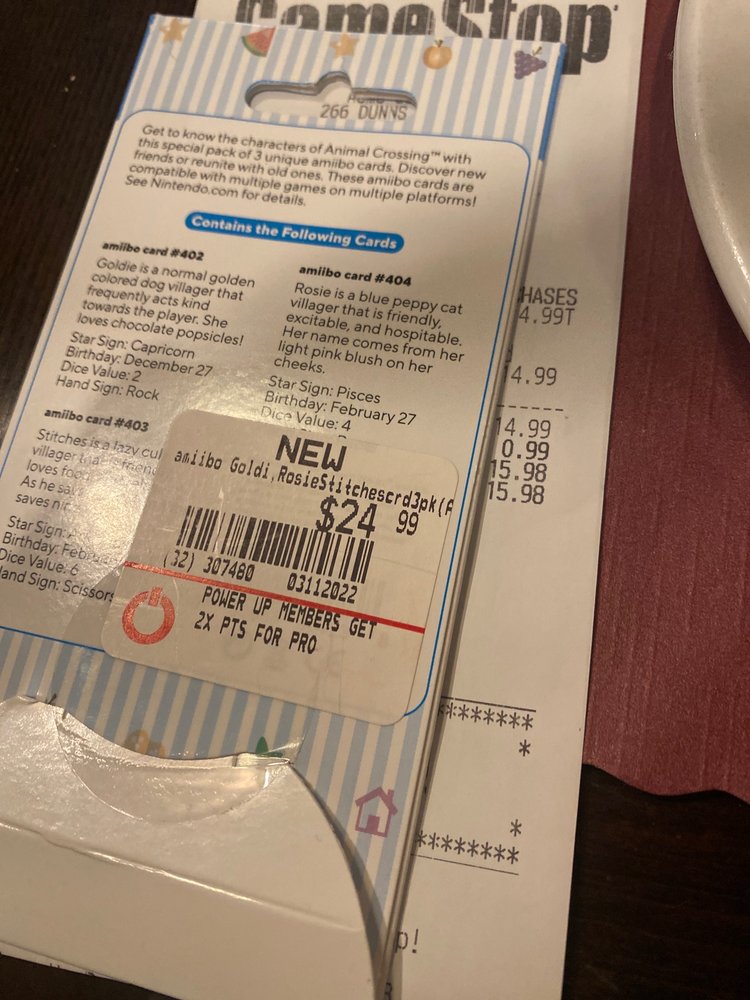 GameStop
266 DUNNS
Get to know the characters of Animal Crossing™ with
this special pack of 3 unique amiibo cards. Discover new
friends or reunite with old ones. These amiibo cards are
compatible with multiple games on multiple platforms!
See Nintendo.com for details.
Contains the Following Cards
amiibo card #402
Goldie is a normal golden
colored dog villager that
frequently acts kind
towards the player. She
loves chocolate popsicles!
Star Sign: Capricorn
Birthday: December 27
Dice Value: 2
Hand Sign: Rock
amiibo card #403
Stitches is a lazy cub
loves
As he
saves
Star Sign:
Birthday:
Dice Value: 6
Hand Sign: Scissors
amiibo card #404
Rosie is a blue peppy cat
villager that is friendly,
excitable, and hospitable.
Her name comes from her
light pink blush on her
cheeks.
Star Sign: Pisces
Birthday: February 27
Dice Value: 4
NEW
amiibo Goldi,RosieStitchescrd3pk(A
$24 99
(32) 307480 03112022
POWER UP MEMBERS GET
2X PTS FOR PRO
HASES
4.99T
14.99
14.99
0.99
15.98
15.98
********
*
*
********
p!